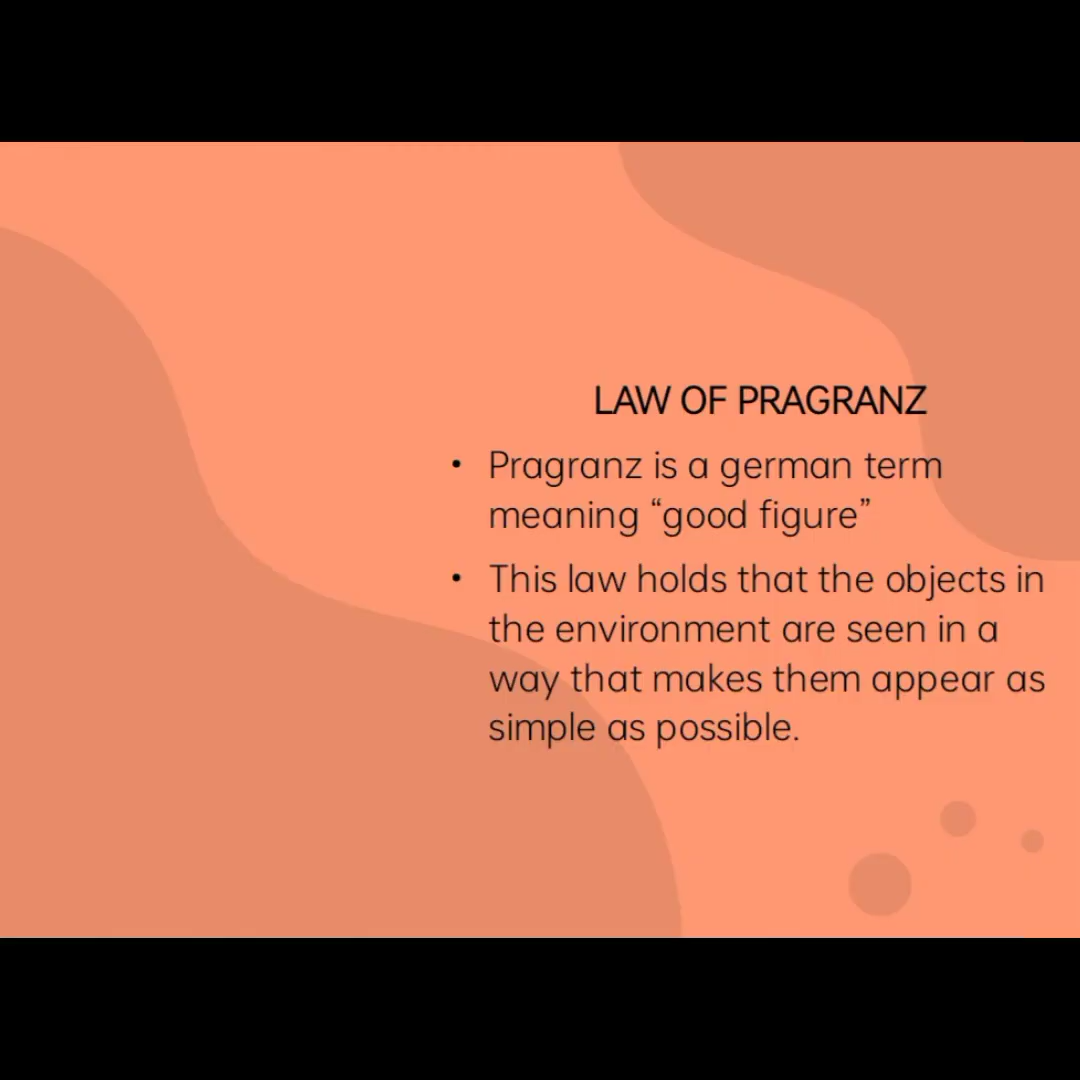 LAW OF PRAGRANZ
• Pragranz is a german term
meaning “good figure”
• This law holds that the objects in
the environment are seen in a
way that makes them appear as
simple as possible.